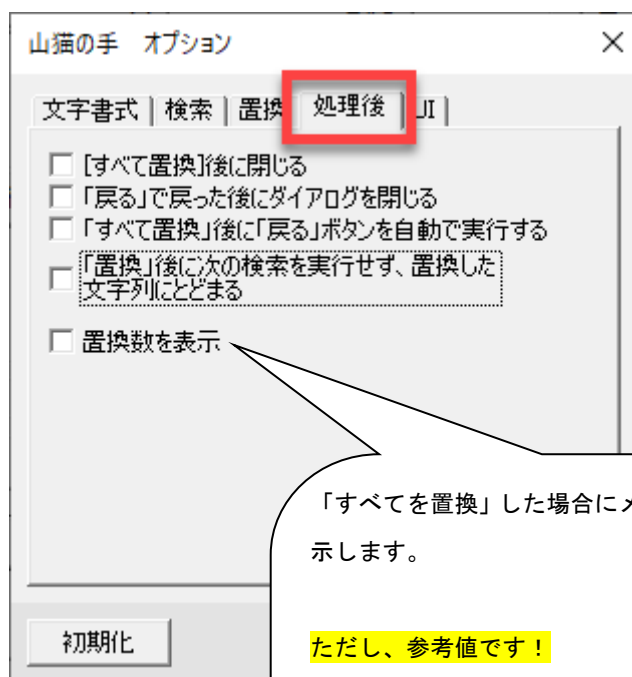 山猫の手 オプション
文字書式 検索 置換 処理後 UI
[すべて置換]後に閉じる
「戻る」で戻った後にダイアログを閉じる
「すべて置換」後に「戻る」ボタンを自動で実行する
「置換」後に次の検索を実行せず、置換した
文字列にとどまる
置換数を表示
「すべてを置換」した場合にメ
示します。
ただし、参考値です！
初期化